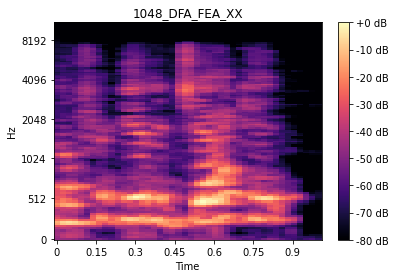 1048_DFA_FEA_XX
+0 dB
8192
-10 dB
4096
-20 dB
-30 dB
2048
Hz
-40 dB
1024
-50 dB
512
-60 dB
-70 dB
0
-80 dB
0 0.15 0.3 0.45 0.6 0.75 0.9
Time